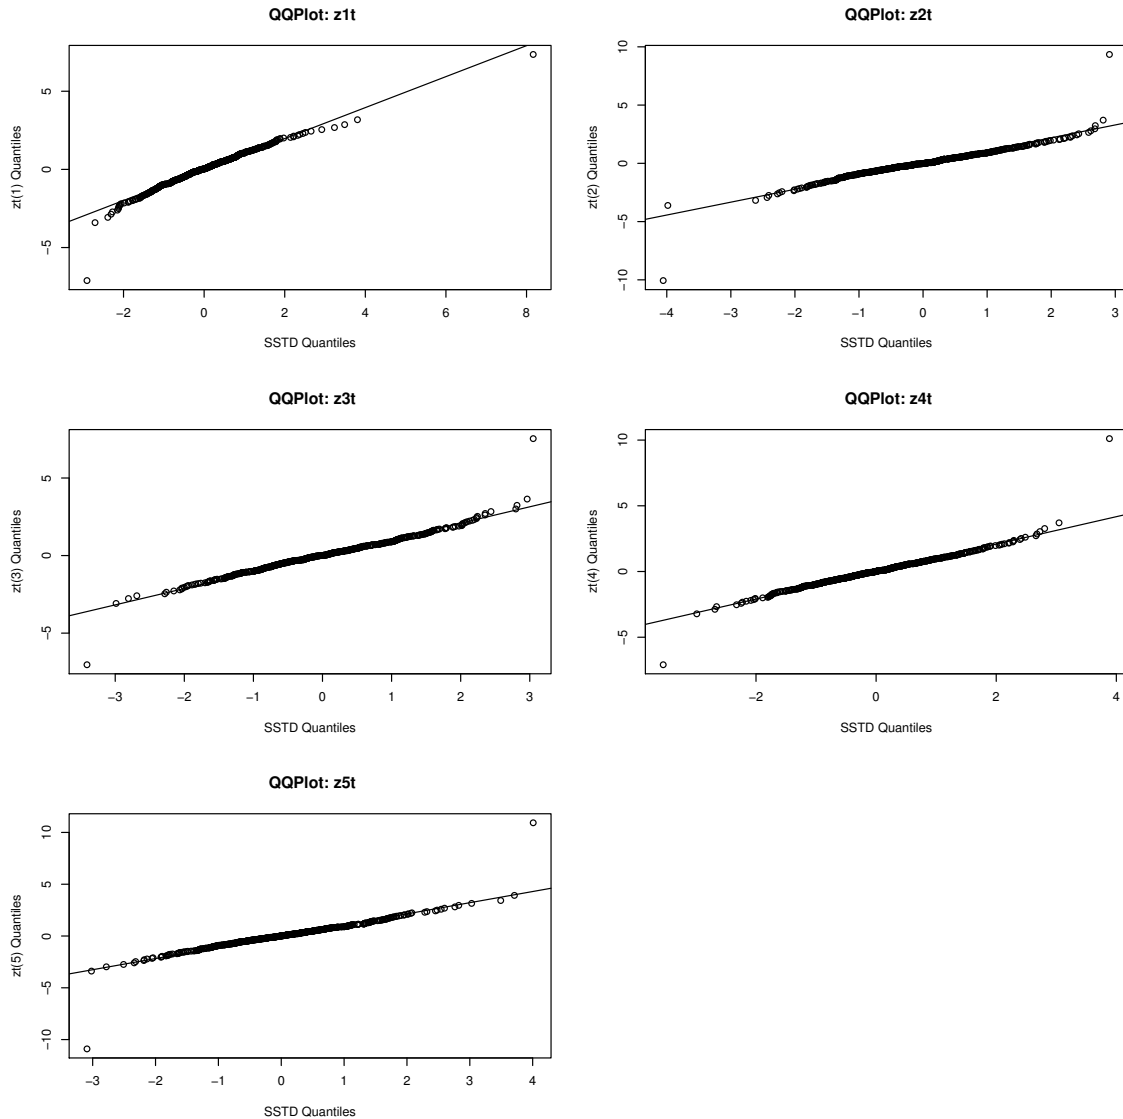 QQPlot: z1t
zt(1) Quantiles
5
0
−5
−2 0 2 4 6 8
SSTD Quantiles
QQPlot: z2t
zt(2) Quantiles
10
5
0
−5
−10
−4 −3 −2 −1 0 1 2 3
SSTD Quantiles
QQPlot: z3t
zt(3) Quantiles
5
0
−5
−3 −2 −1 0 1 2 3
SSTD Quantiles
QQPlot: z4t
zt(4) Quantiles
10
5
0
−5
−2 0 2 4
SSTD Quantiles
QQPlot: z5t
zt(5) Quantiles
10
5
0
−5
−10
−3 −2 −1 0 1 2 3 4
SSTD Quantiles